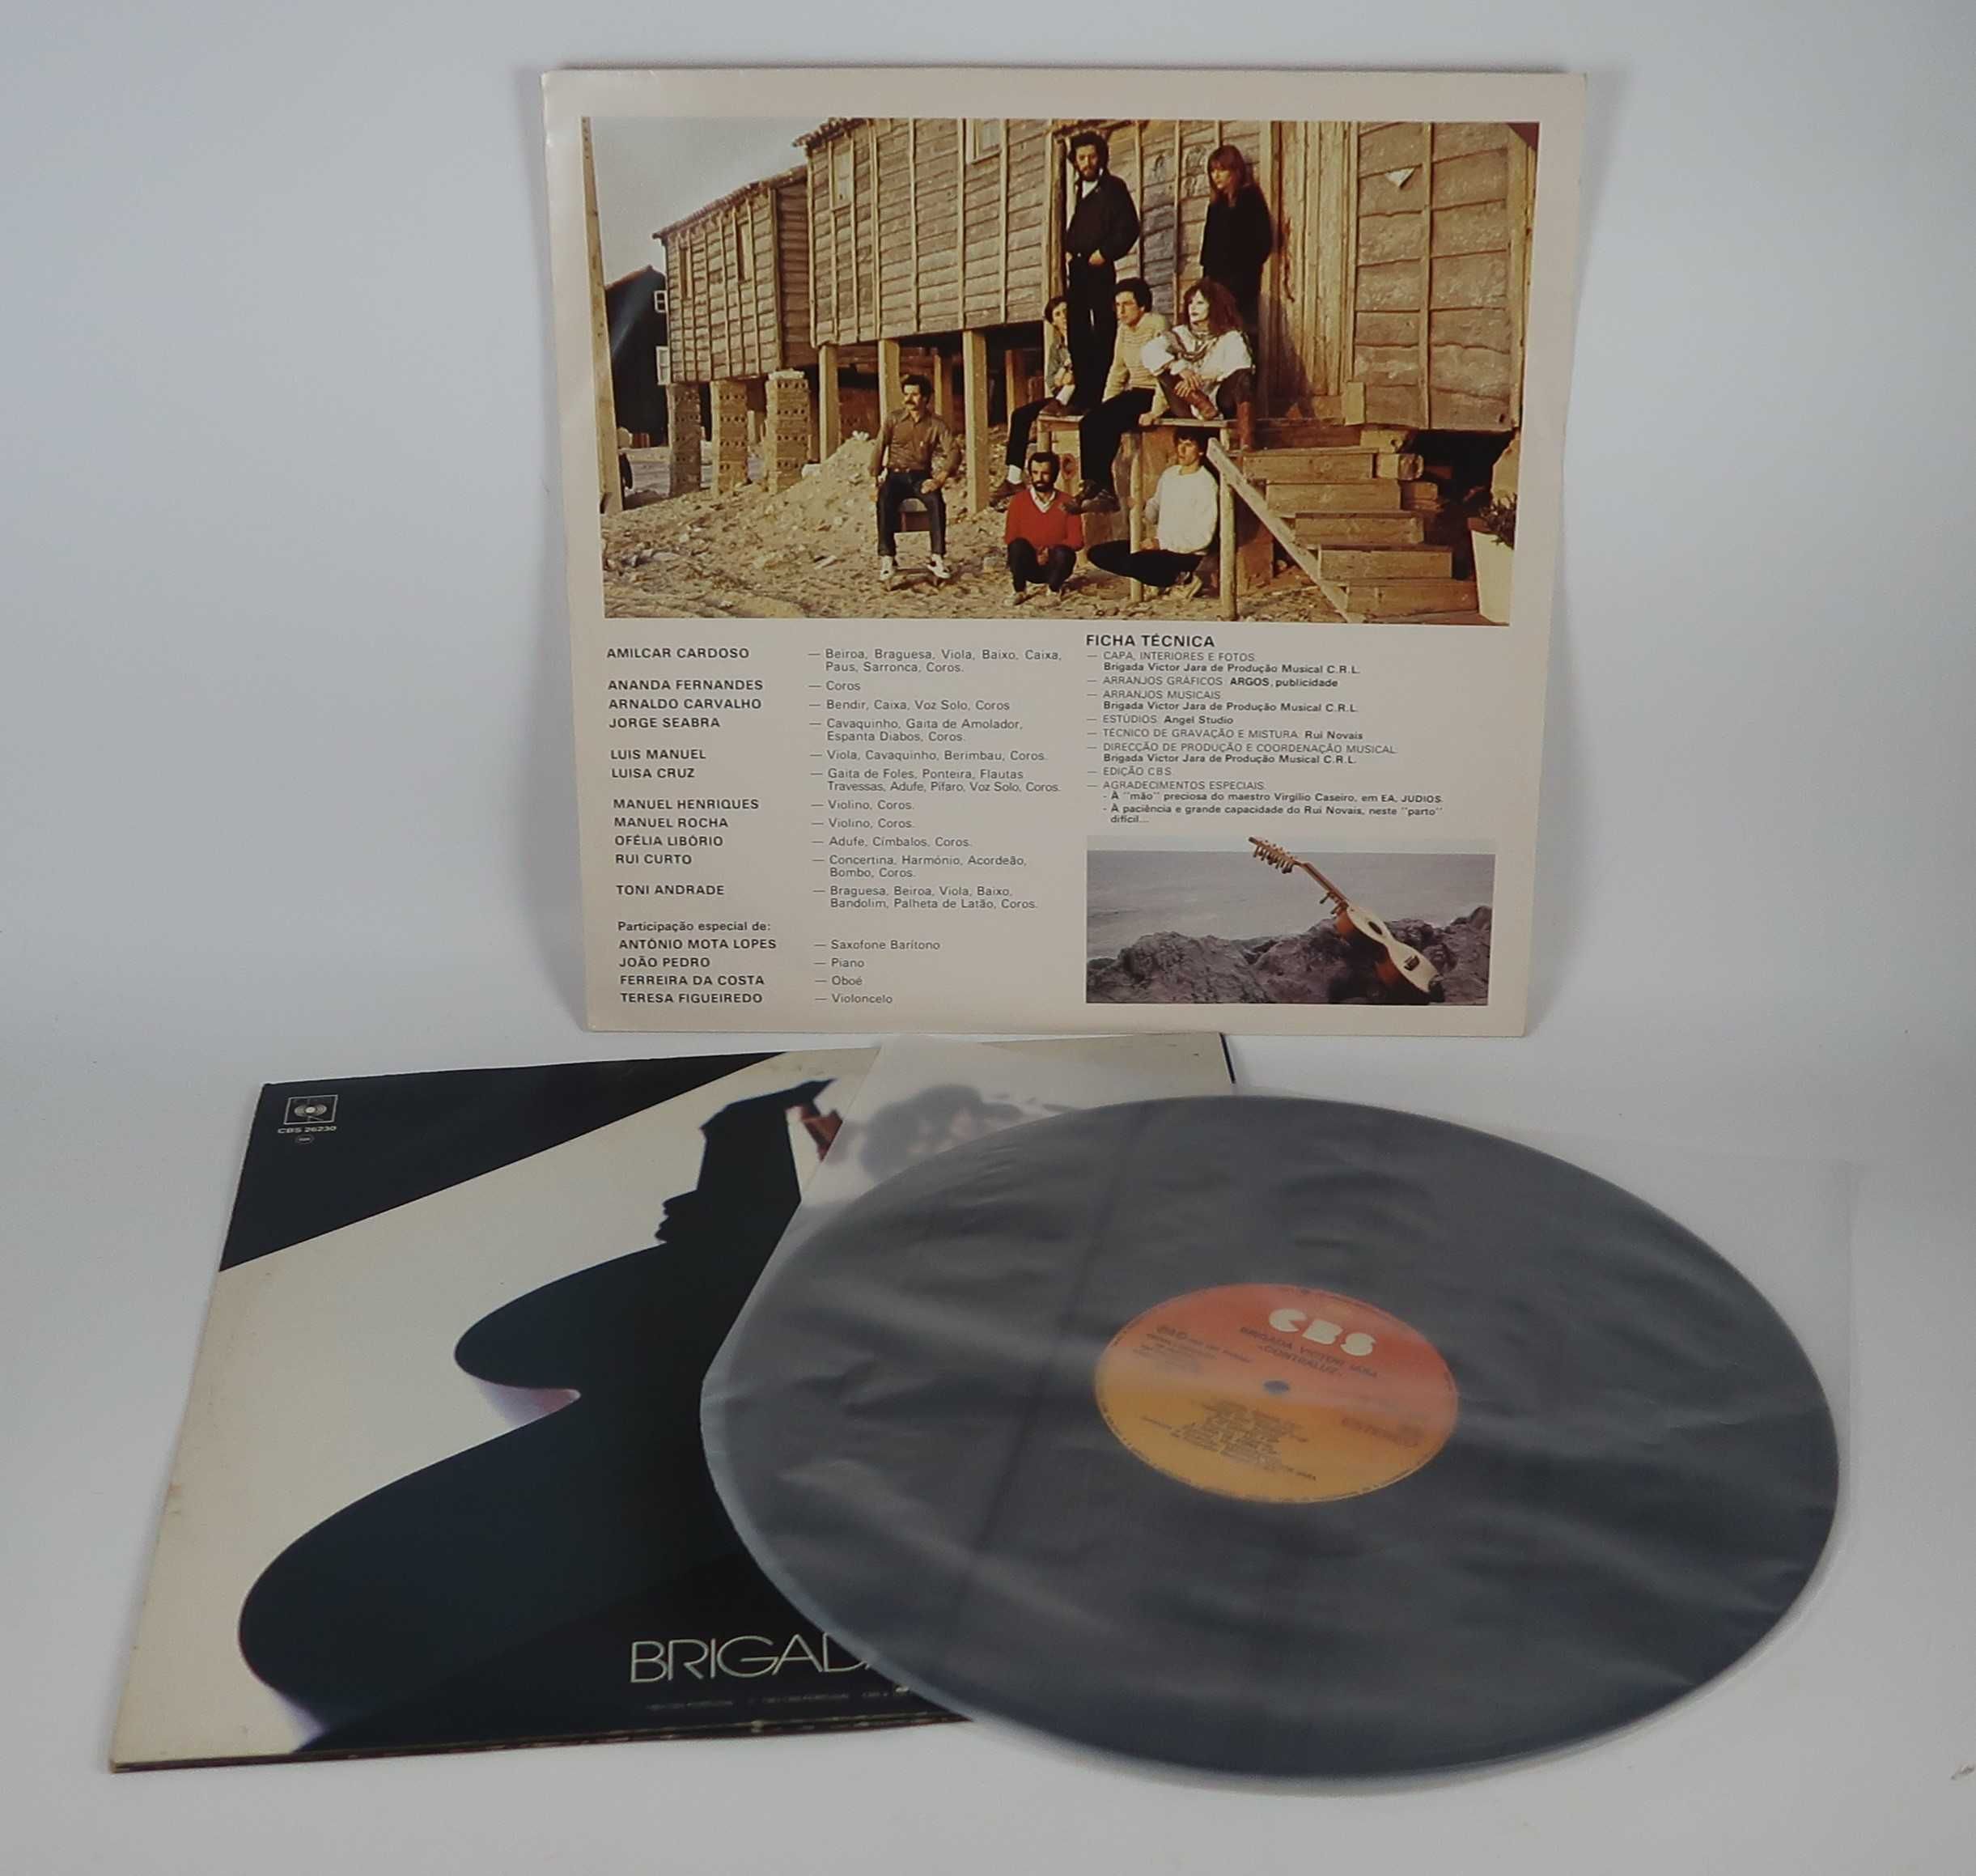 AMILCAR CARDOSO — Beiroa, Braguesa, Viola, Baixo, Caixa,
Paus, Sarronca, Coros.
ANANDA FERNANDES — Coros
ARNALDO CARVALHO — Bendir, Caixa, Voz Solo, Coros
JORGE SEABRA — Cavaquinho, Gaita de Amolador,
Espanta Diabos, Coros.
LUIS MANUEL — Viola, Cavaquinho, Berimbau, Coros.
LUISA CRUZ — Gaita de Foles, Ponteira, Flautas
Travessas, Adufe, Pífaro, Voz Solo, Coros.
MANUEL HENRIQUES — Violino, Coros.
MANUEL ROCHA — Violino, Coros.
OFÉLIA LIBÓRIO — Adufe, Címbalos, Coros.
RUI CURTO — Concertina, Harmónio, Acordeão,
Bombo, Coros.
TONI ANDRADE — Braguesa, Beiroa, Viola, Baixo,
Bandolim, Palheta de Latão, Coros.
Participação especial de:
ANTÓNIO MOTA LOPES — Saxofone Barítono
JOÃO PEDRO — Piano
FERREIRA DA COSTA — Oboé
TERESA FIGUEIREDO — Violoncelo
FICHA TÉCNICA
— CAPA, INTERIORES E FOTOS
Brigada Victor Jara de Produção Musical C.R.L.
— ARRANJOS GRÁFICOS: ARGOS, publicidade
— ARRANJOS MUSICAIS
Brigada Victor Jara de Produção Musical C.R.L.
— ESTÚDIOS: Angel Studio
— TÉCNICO DE GRAVAÇÃO E MISTURA: Rui Novais
— DIRECÇÃO DE PRODUÇÃO E COORDENAÇÃO MUSICAL:
Brigada Victor Jara de Produção Musical C.R.L.
— EDIÇÃO CBS
— AGRADECIMENTOS ESPECIAIS:
- À "mão" preciosa do maestro Virgílio Caseiro, em EA, JUDIOS.
- À paciência e grande capacidade do Rui Novais, neste "parto"
difícil...
CBS 26230
BRIGADA
CBS
BRIGADA VICTOR JARA
«CONTRALUZ»
STEREO